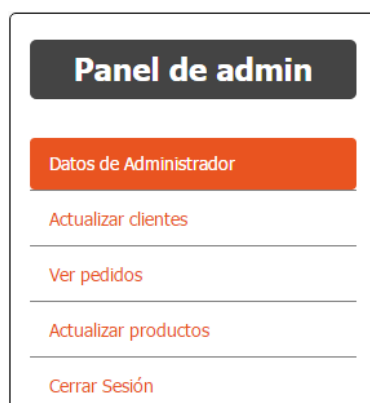 Panel de admin
Datos de Administrador
Actualizar clientes
Ver pedidos
Actualizar productos
Cerrar Sesión